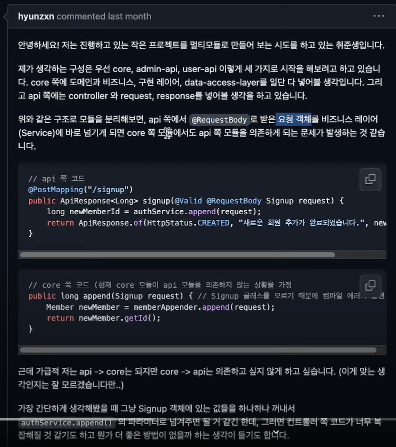 hyunzxn commented last month
안녕하세요! 저는 진행하고 있는 작은 프로젝트를 멀티모듈로 만들어 보는 시도를 하고 있는 취준생입니다.
제가 생각하는 구성은 우선 core, admin-api, user-api 이렇게 세 가지로 시작을 해보려고 하고 있습니
다. core 쪽에 도메인과 비즈니스, 구현 레이어, data-access-layer를 일단 다 넣어볼 생각입니다. 그리
고 api 쪽에는 controller 와 request, response를 넣어볼 생각을 하고 있습니다.
위와 같은 구조로 모듈을 분리해보면, api 쪽에서 @RequestBody 로 받은 요청 객체를 비즈니스 레이어
(Service)에 바로 넘기게 되면 core 쪽 모듈에서도 api 쪽 모듈을 의존하게 되는 문제가 발생하는 것 같습
니다.
// api 쪽 코드
@PostMapping("/signup")
public ApiResponse<Long> signup(@Valid @RequestBody Signup request) {
long newMemberId = authService.append(request);
return ApiResponse.of(HttpStatus.CREATED, "새로운 회원 추가가 완료되었습니다.", new
}
// core 쪽 코드 (현재 core 모듈이 api 모듈을 의존하지 않는 상황을 가정
public long append(Signup request) { // Signup 클래스를 모르기 때문에 컴파일
Member newMember = memberAppender.append(request);
return newMember.getId();
}
근데 가급적 저는 api -> core는 되지만 core -> api는 의존하고 싶지 않게 하고 싶습니다. (이게 맞는 생
각인지는 잘 모르겠습니다만..)
가장 간단하게 생각해봤을 때 그냥 Signup 객체에 있는 값들을 하나하나 꺼내서
authService.append() 의 파라미터로 넘겨주면 될 거 같긴 한데, 그러면 컨트롤러 쪽 코드가 너무 복
잡해질 것 같기도 하고 뭔가 더 좋은 방법이 없을까 하는 생각이 들기도 합니다.